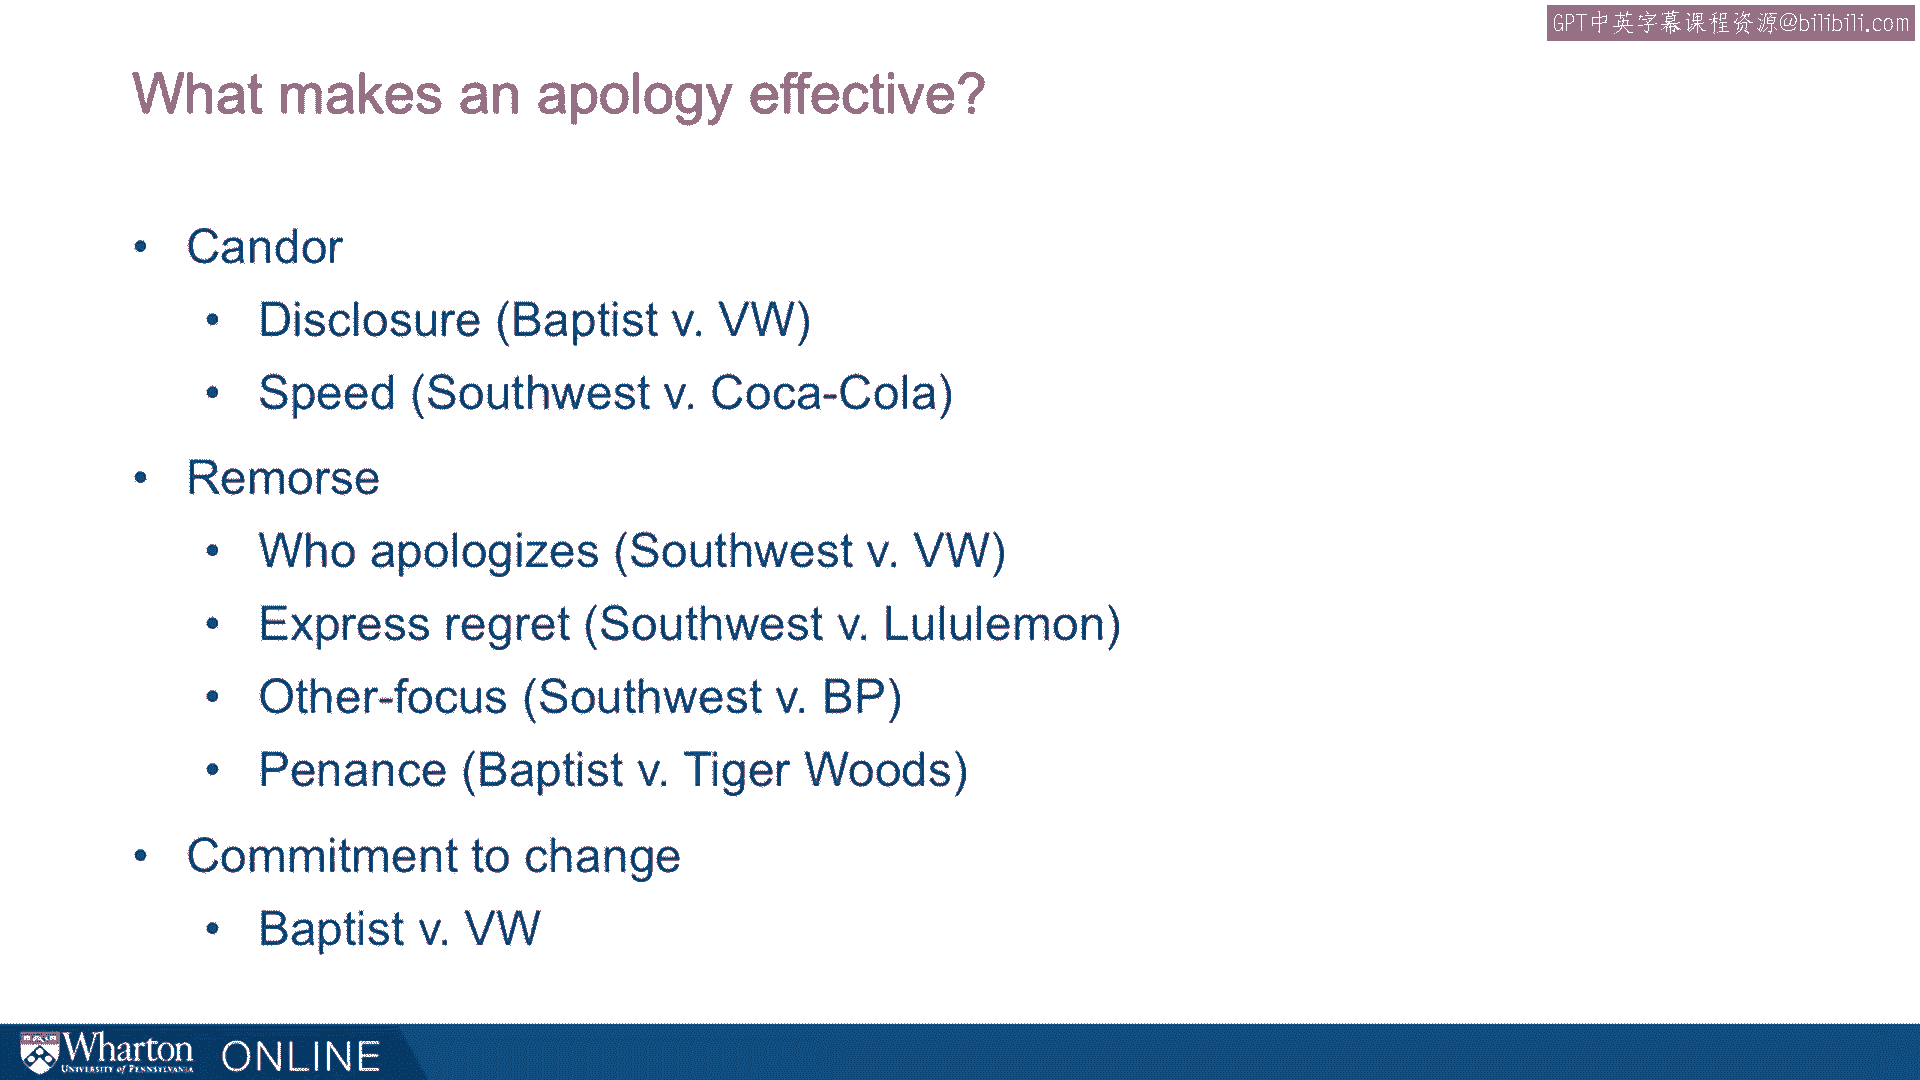 GPT中英字幕课程资源@bilibili.com
What makes an apology effective?
• Candor
• Disclosure (Baptist v. VW)
• Speed (Southwest v. Coca-Cola)
• Remorse
• Who apologizes (Southwest v. VW)
• Express regret (Southwest v. Lululemon)
• Other-focus (Southwest v. BP)
• Penance (Baptist v. Tiger Woods)
• Commitment to change
• Baptist v. VW
Wharton ONLINE
UNIVERSITY of PENNSYLVANIA